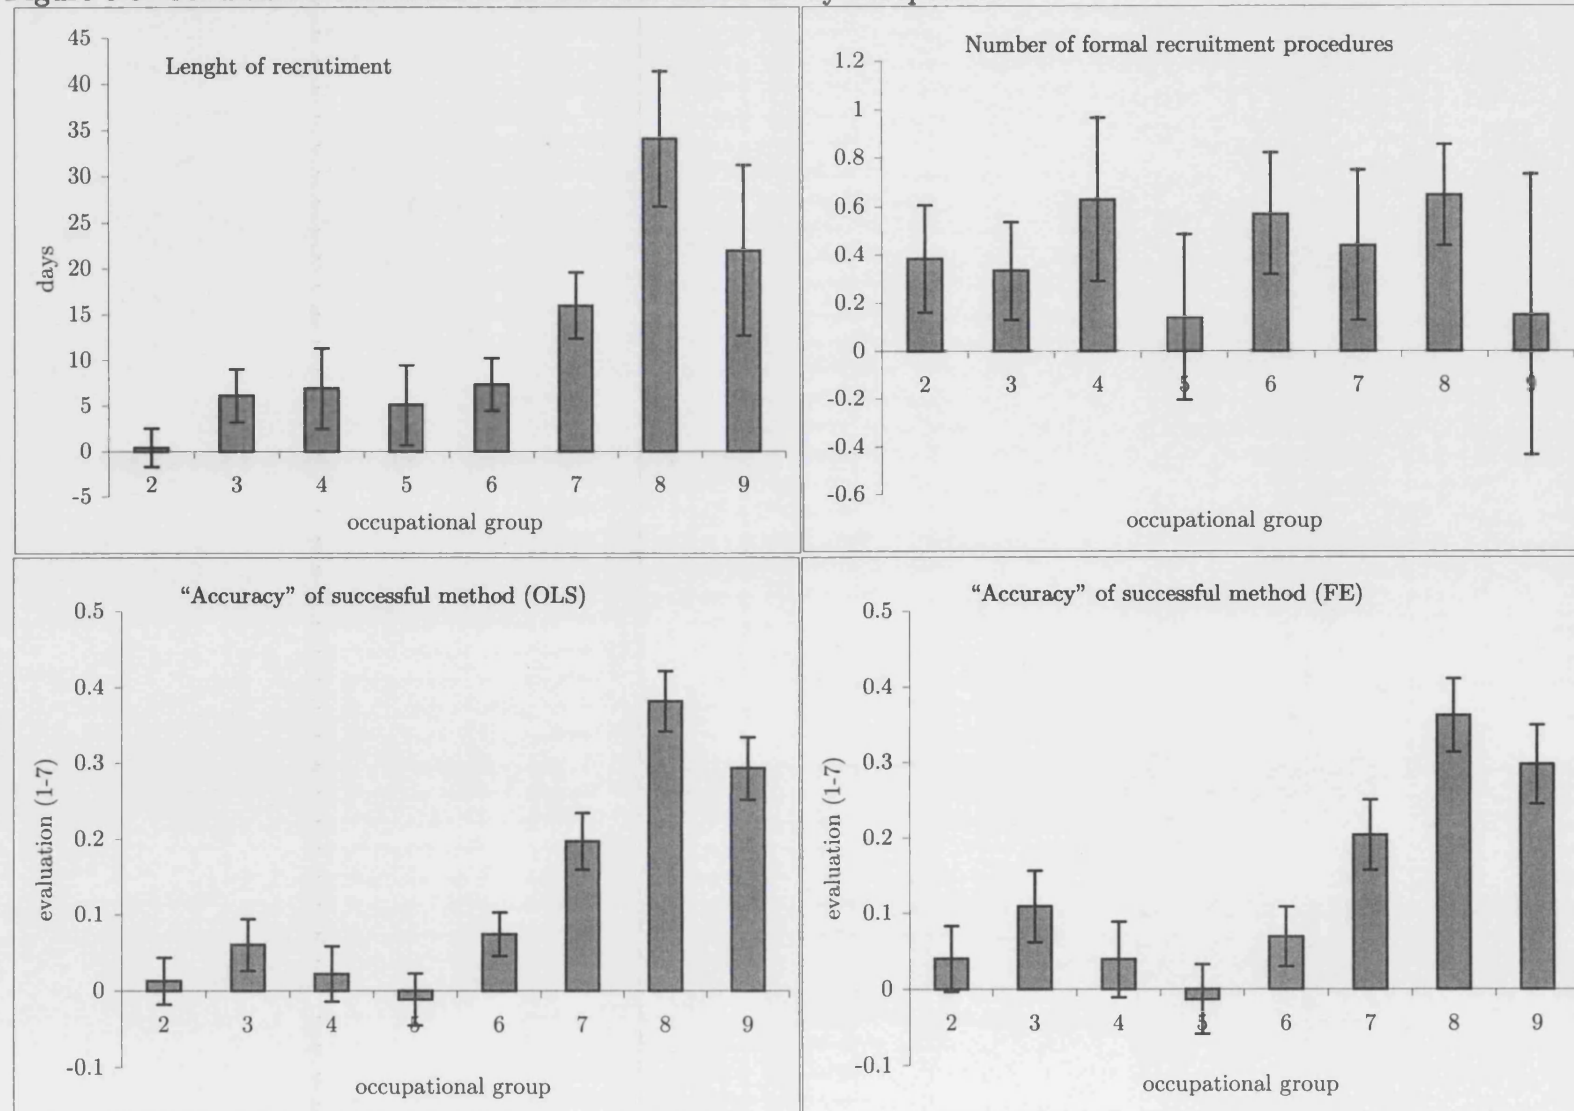 Lenght of recrutiment
45
40
35
30
25
20
15
10
5
0
-5
days
2 3 4 5 6 7 8 9
occupational group
Number of formal recruitment procedures
1.2
1
0.8
0.6
0.4
0.2
0
-0.2
-0.4
-0.6
2 3 4 5 6 7 8 9
occupational group
“Accuracy” of successful method (OLS)
0.5
0.4
0.3
0.2
0.1
0
-0.1
evaluation (1-7)
2 3 4 5 6 7 8 9
occupational group
“Accuracy” of successful method (FE)
0.5
0.4
0.3
0.2
0.1
0
-0.1
evaluation (1-7)
2 3 4 5 6 7 8 9
occupational group